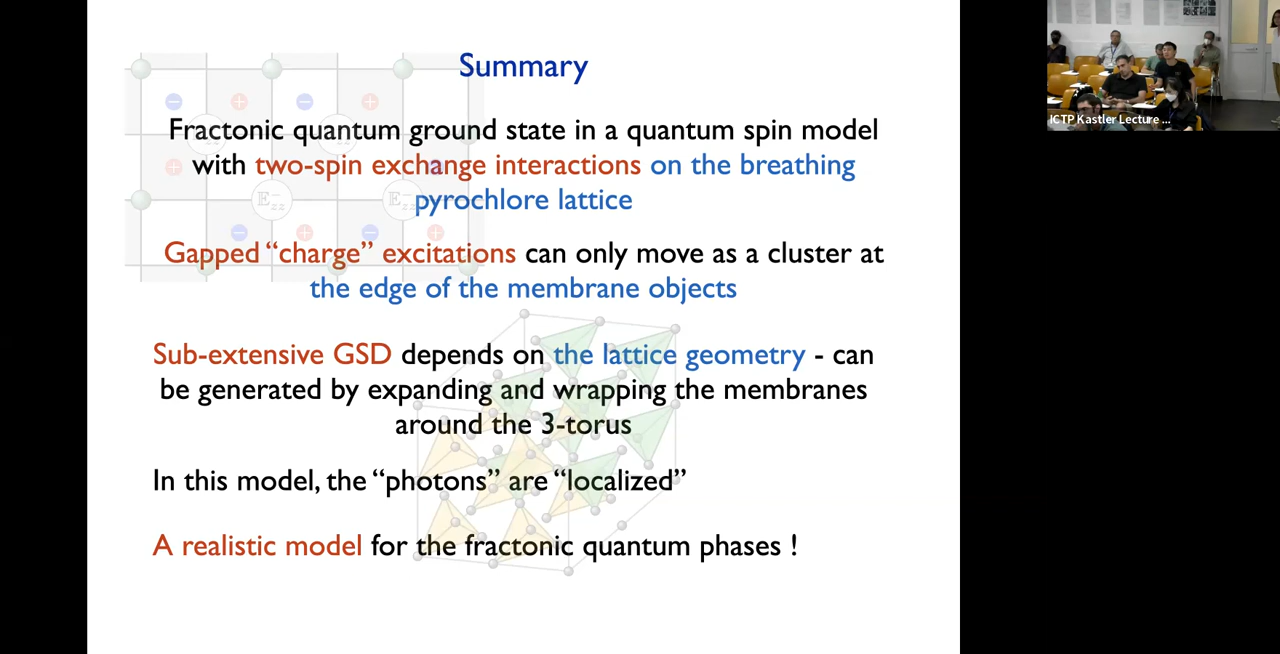 Summary
Fractonic quantum ground state in a quantum spin model
with two-spin exchange interactions on the breathing
pyrochlore lattice
Gapped “charge” excitations can only move as a cluster at
the edge of the membrane objects
Sub-extensive GSD depends on the lattice geometry - can
be generated by expanding and wrapping the membranes
around the 3-torus
In this model, the “photons” are “localized”
A realistic model for the fractonic quantum phases !
ICTP Kastler Lecture ...